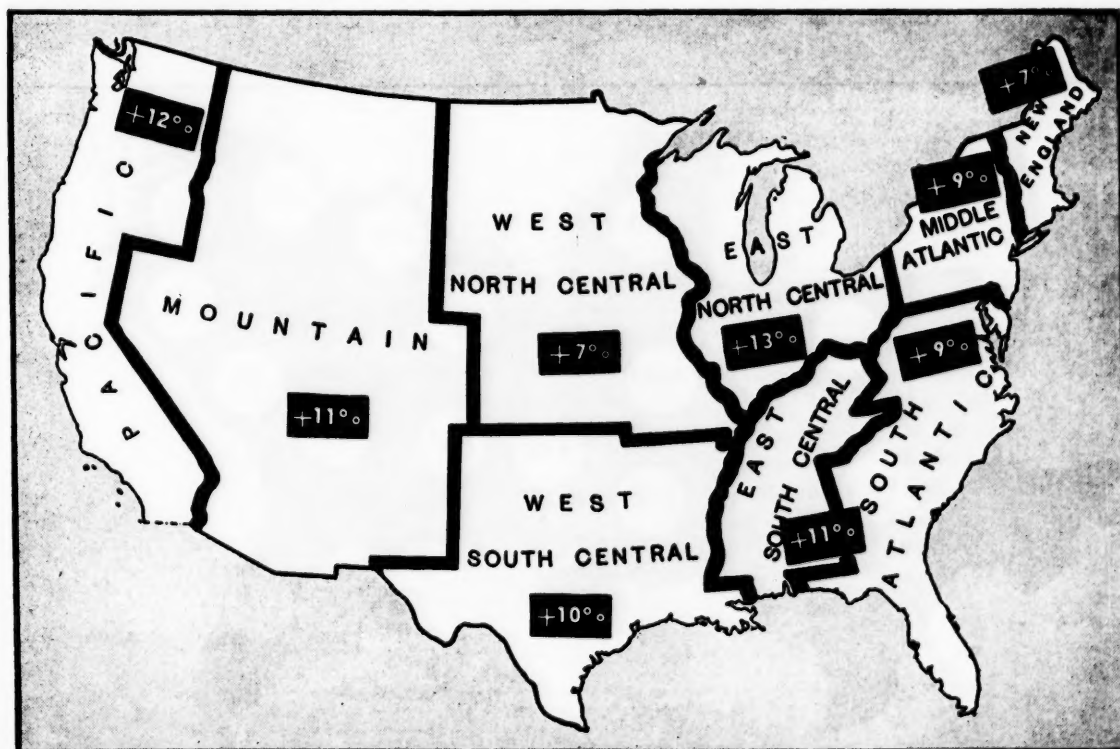 +12%
PACIFIC
MOUNTAIN
+11%
WEST
NORTH CENTRAL
+7%
WEST
SOUTH CENTRAL
+10%
EAST
NORTH CENTRAL
+13%
EAST
SOUTH CENTRAL
+11%
+7%
NEW
ENGLAND
+9%
MIDDLE
ATLANTIC
+9%
SOUTH
ATLANTIC